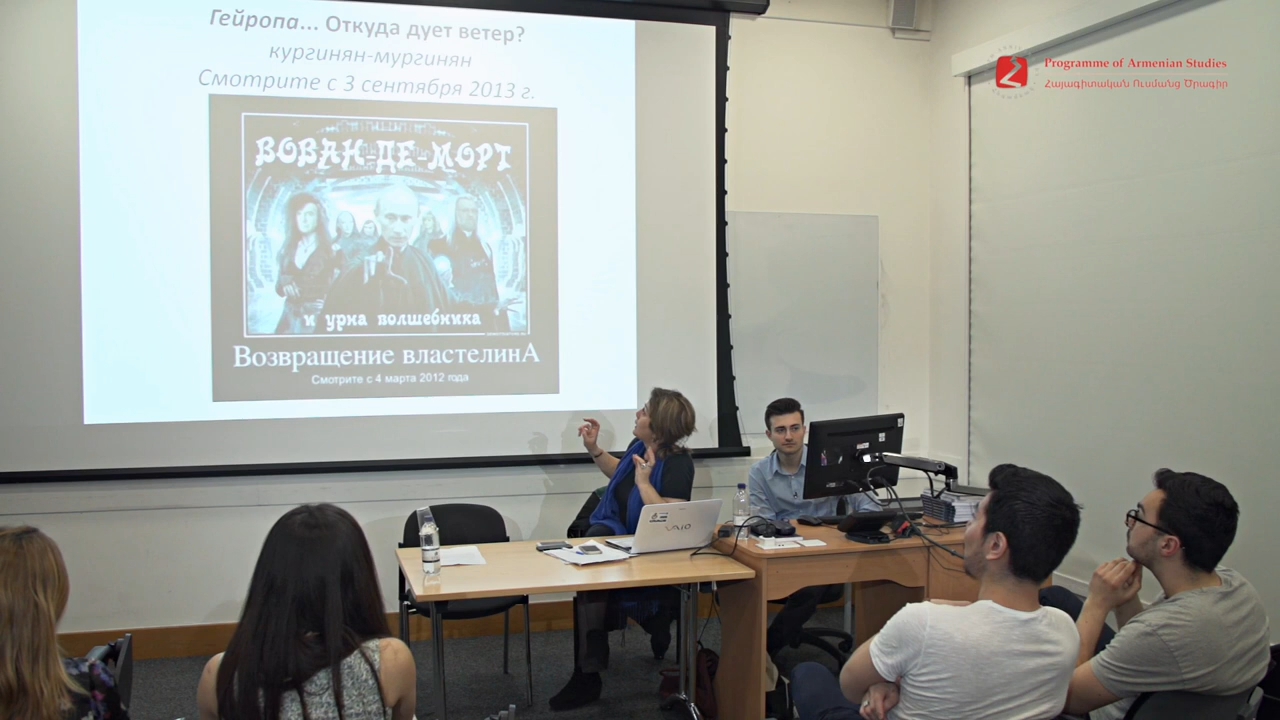 Гейропа... Откуда дует ветер?
кургинян-мургинян
Смотрите с 3 сентября 2013 г.
ВОВАН-ДЕ-МОРТ
и урна волшебника
Возвращение властелинА
Смотрите с 4 марта 2012 года
Programme of Armenian Studies
Հայագիտական Ուսմանց Ծրագիր
VAIO